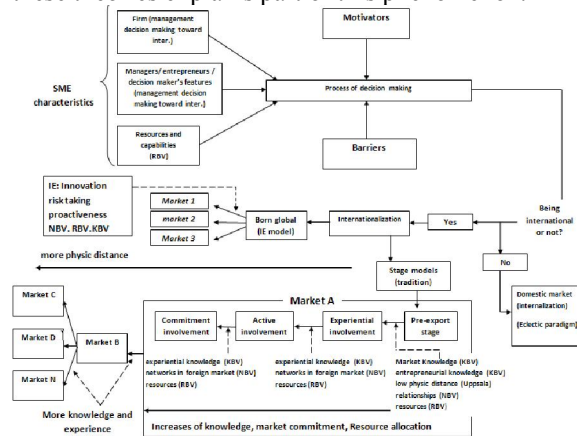 Firm (management
decision making toward
inter.)
Motivators
Managers/entrepreneurs /
decision maker's features
(management decision
making toward inter.)
SME
characteristics
Process of decision making
Resources and
capabilities
(RBV)
Barriers
IE: Innovation
risk taking
proactiveness
NBV. RBV.KBV
Market 1
market 2
Market 3
Born global
(IE model)
Internationalization
Yes
Being
international
or not?
more physic distance
No
Stage models
(tradition)
Domestic market
(internalization)
(Eclectic paradigm)
Market A
Market C
Market D
Market N
Market B
Commitment
involvement
Active
involvement
Experiential
involvement
Pre-export
stage
experiential knowledge (KBV)
networks in foreign market (NBV)
resources (RBV)
experiential knowledge (KBV)
networks in foreign market (NBV)
resources (RBV)
Market Knowledge (KBV)
entrepreneurial knowledge (KBV)
low physic distance (Uppsala)
relationships (NBV)
resources (RBV)
More knowledge and
experience
Increases of knowledge, market commitment, Resource allocation